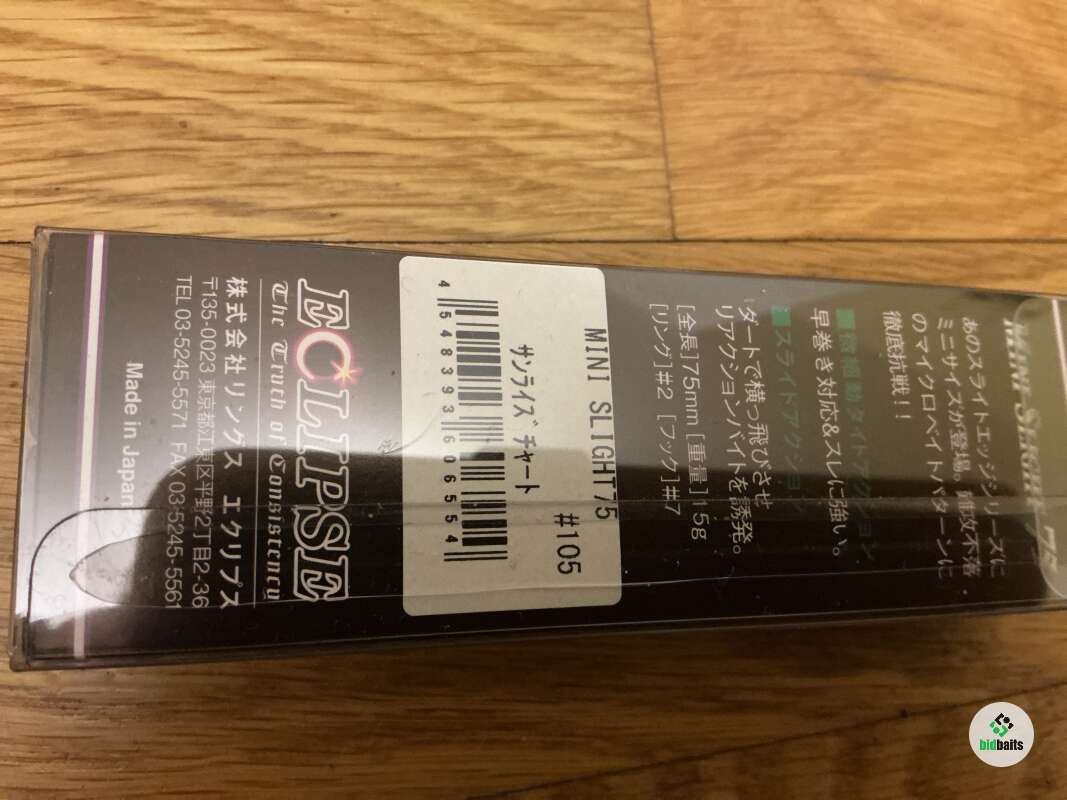 MINI SLIGHT 75
あのスライトエッジシリーズに
ミニサイズが登場。
のマイクロベイトパターンに
徹底抗戦!!
早巻き対応&スレに強い。
■スライドアクション
ダートで横っ飛びさせ
リアクションバイトを誘発。
[全長]75mm [重量]15g
[リング]#2 [フック]#7
MINI SLIGHT75
#105
サンライズチャート
4548393606554
ECLIPSE
The Truth of Consistency
株式会社リングス エクリプス
〒135-0023 東京都江東区平野2丁目2-36
TEL 03-5245-5571 FAX 03-5245-5561
Made in Japan
bidbaits